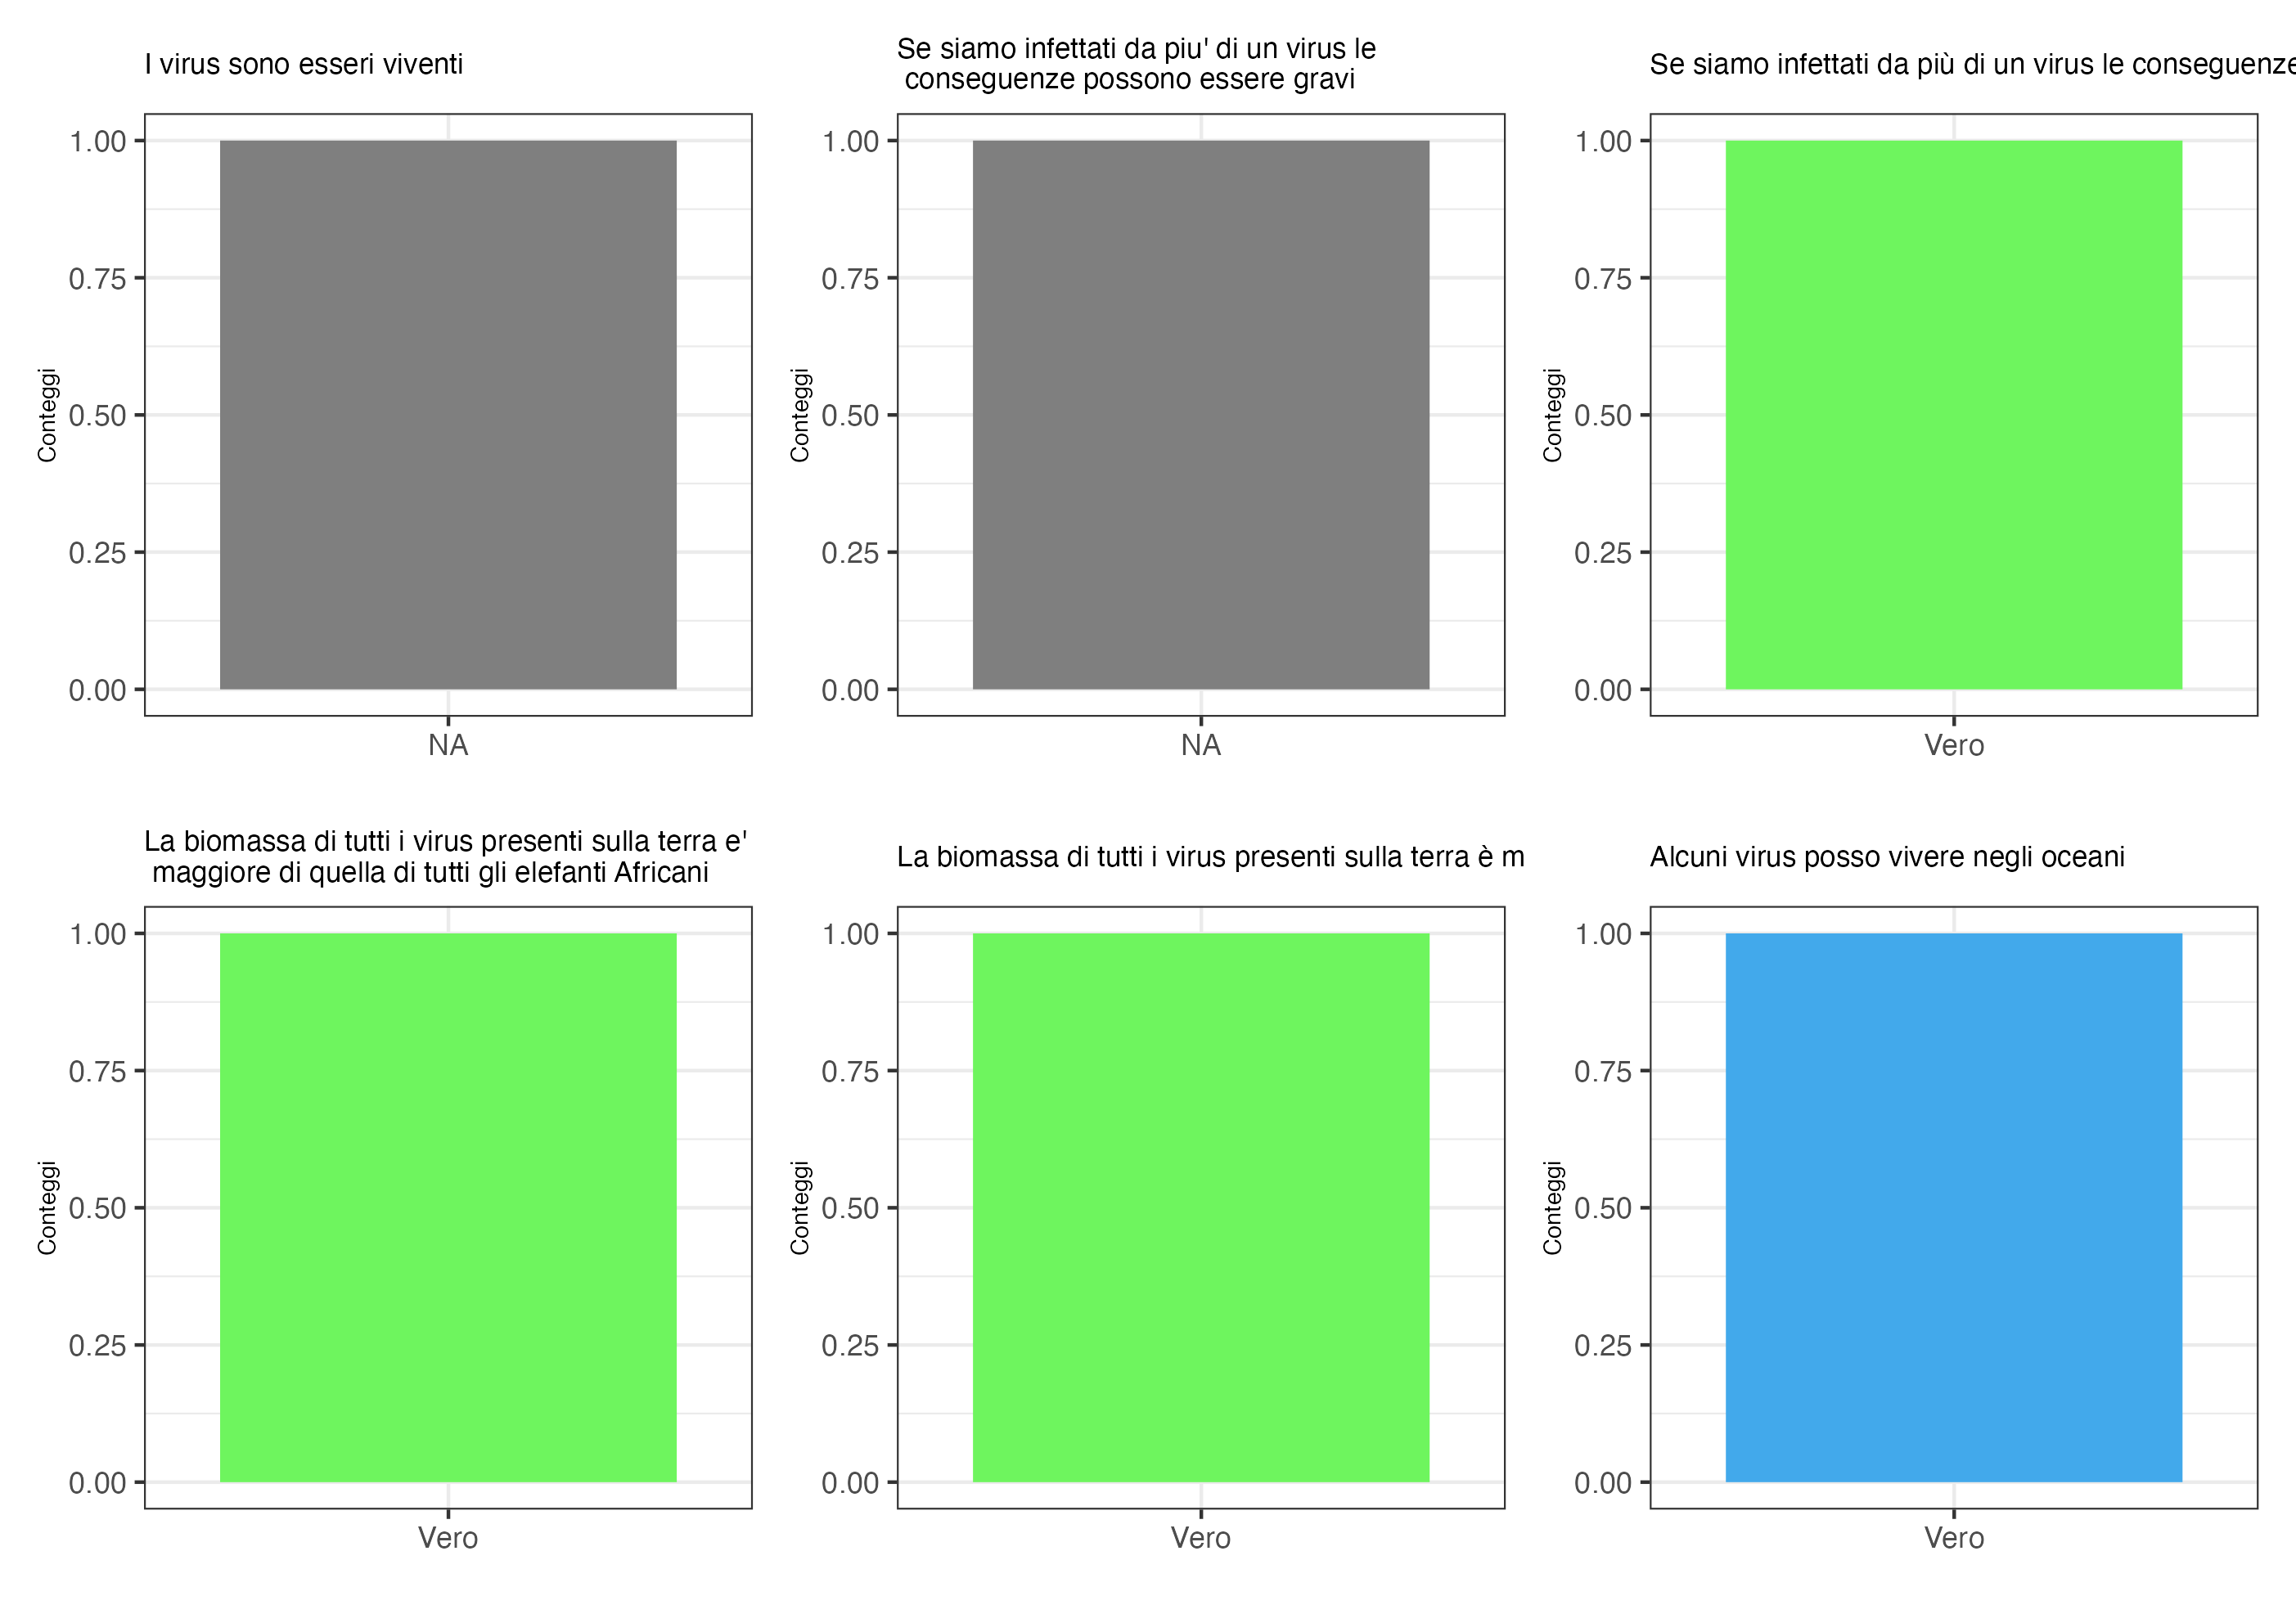 I virus sono esseri viventi
1.00
0.75
0.50
0.25
0.00
Conteggi
NA
Se siamo infettati da piu' di un virus le
conseguenze possono essere gravi
1.00
0.75
0.50
0.25
0.00
Conteggi
NA
Se siamo infettati da più di un virus le conseguenze
1.00
0.75
0.50
0.25
0.00
Conteggi
Vero
La biomassa di tutti i virus presenti sulla terra e'
maggiore di quella di tutti gli elefanti Africani
1.00
0.75
0.50
0.25
0.00
Conteggi
Vero
La biomassa di tutti i virus presenti sulla terra è m
1.00
0.75
0.50
0.25
0.00
Conteggi
Vero
Alcuni virus posso vivere negli oceani
1.00
0.75
0.50
0.25
0.00
Conteggi
Vero